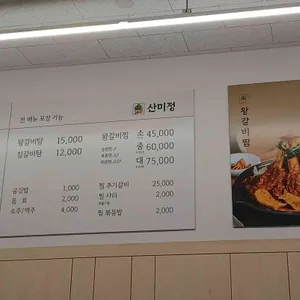 산미정
전 메뉴 포장 가능
왕갈비탕 15,000
갈비탕 12,000
왕갈비찜 소 45,000
중 60,000
대 75,000
공깃밥 1,000
음료 2,000
소주/맥주 4,000
찜 추가갈비 25,000
찜 사리 2,000
찜 볶음밥 2,000
왕갈비찜